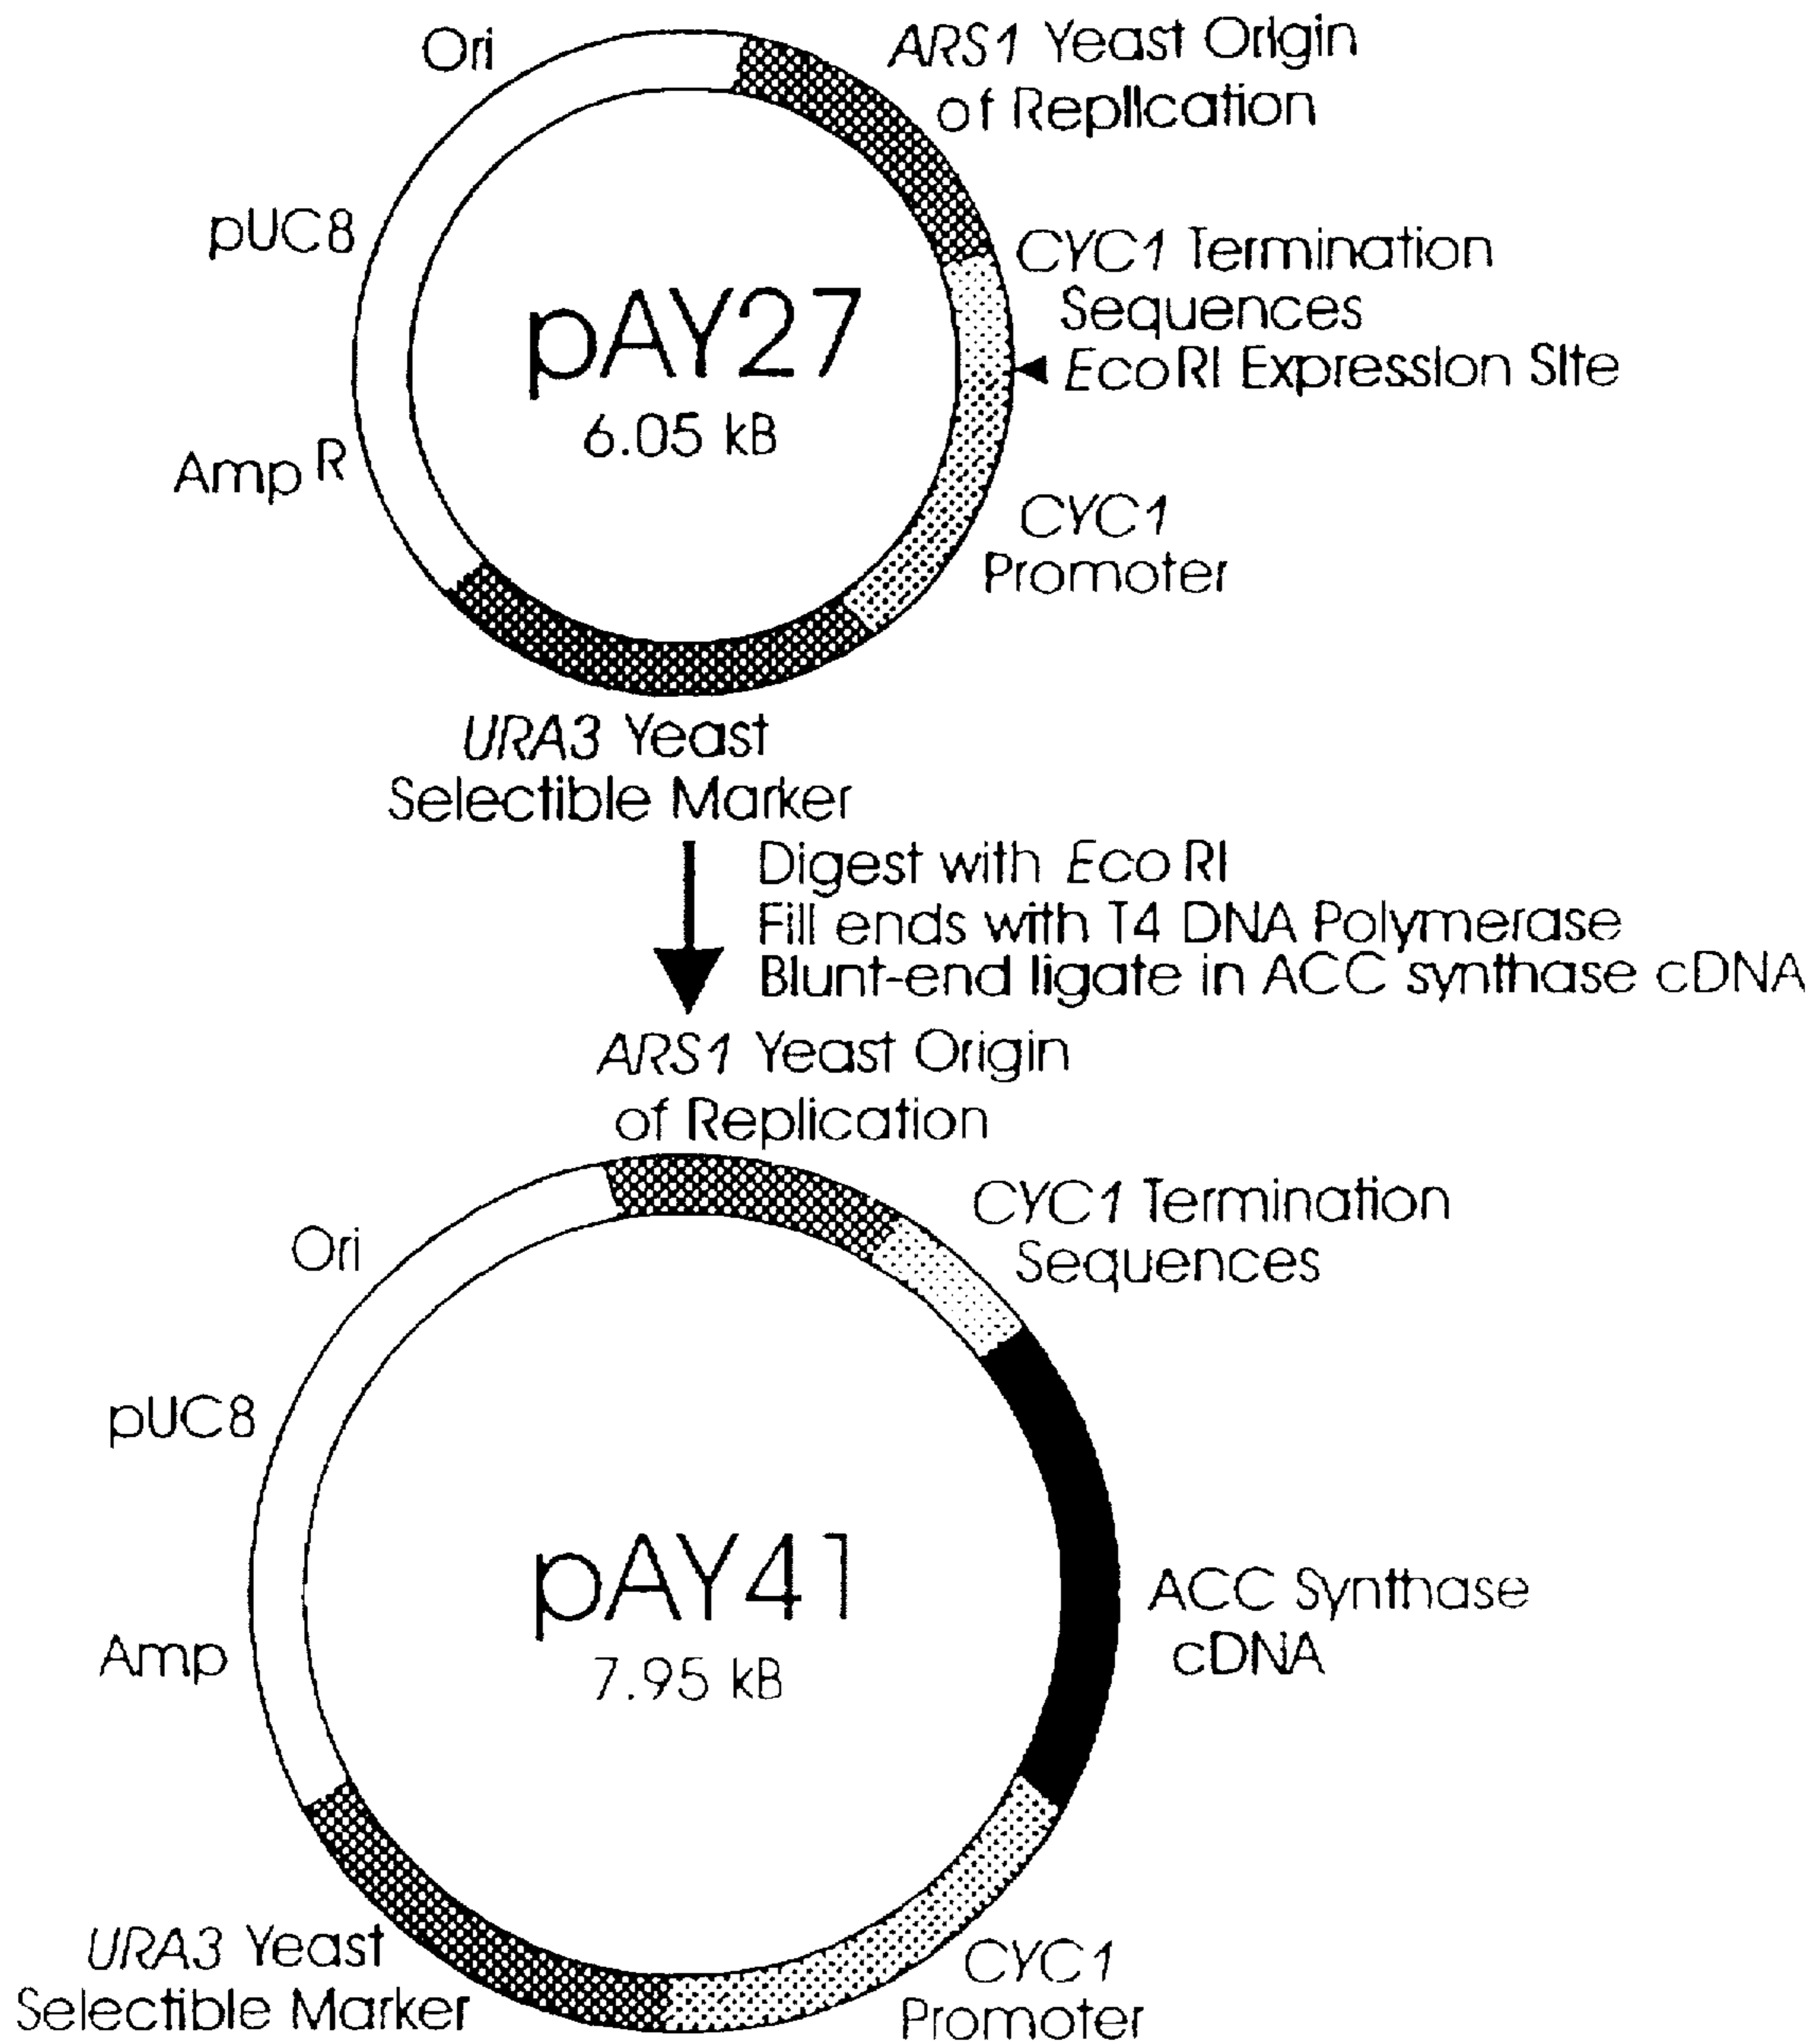 Ori
ARS1 Yeast Origin
of Replication
pUC8
CYC1 Termination
Sequences
pAY27
EcoRI Expression Site
6.05 kB
Amp R
CYC1
Promoter
URA3 Yeast
Selectible Marker
Digest with EcoRI
Fill ends with T4 DNA Polymerase
Blunt-end ligate in ACC synthase cDNA
ARS1 Yeast Origin
of Replication
CYC1 Termination
Sequences
Ori
pUC8
pAY41
7.95 kB
ACC Synthase
cDNA
Amp
URA3 Yeast
Selectible Marker
CYC1
Promoter